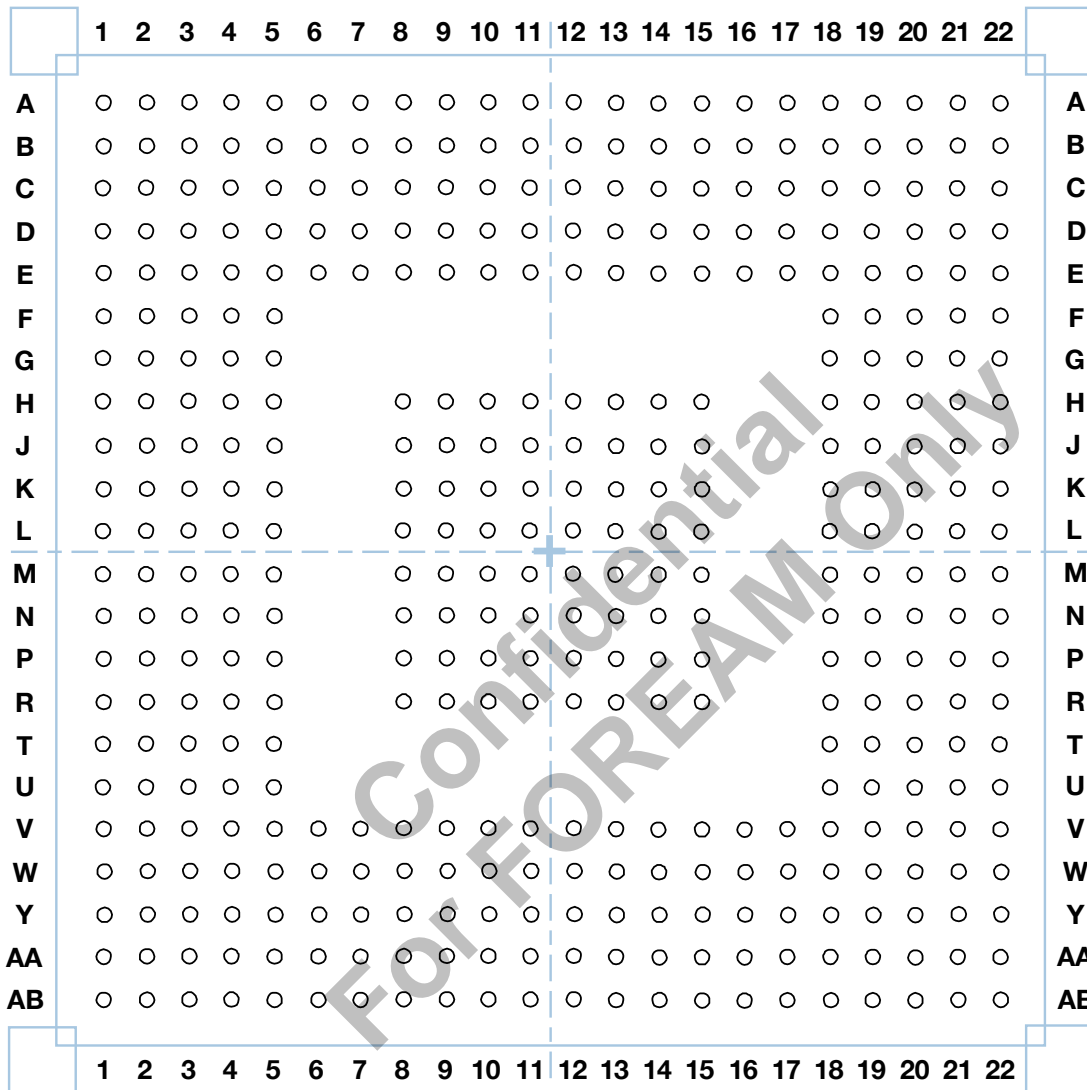 1 2 3 4 5 6 7 8 9 10 11 12 13 14 15 16 17 18 19 20 21 22
A A
B B
C C
D D
E E
F F
G G
H H
J J
K K
L L
M M
N N
P P
R R
T T
U U
V V
W W
Y Y
AA AA
AB AB
1 2 3 4 5 6 7 8 9 10 11 12 13 14 15 16 17 18 19 20 21 22
Confidential
For FOREAM Only